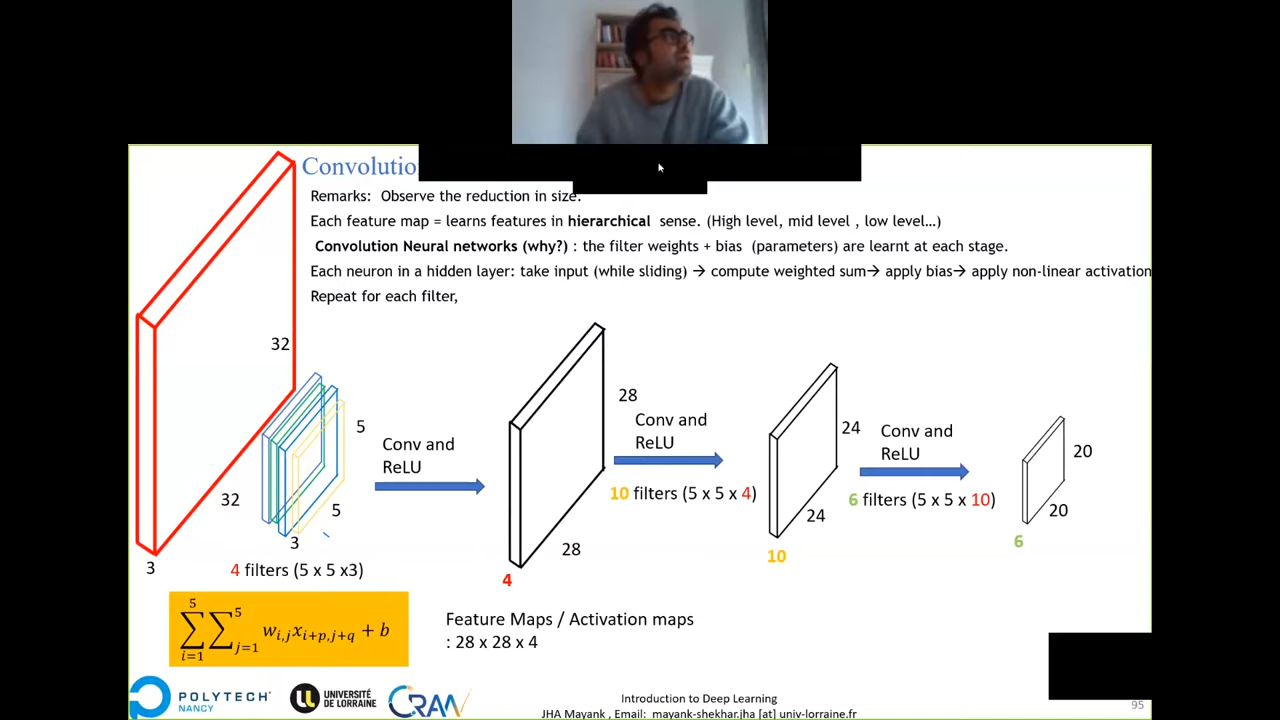 Convolutio
Remarks: Observe the reduction in size.
Each feature map = learns features in hierarchical sense. (High level, mid level , low level…)
Convolution Neural networks (why?) : the filter weights + bias (parameters) are learnt at each stage.
Each neuron in a hidden layer: take input (while sliding) → compute weighted sum→ apply bias→ apply non-linear activation
Repeat for each filter,
32
32
3
5
5
3
4 filters (5 x 5 x3)
Conv and
ReLU
28
28
4
Conv and
ReLU
10 filters (5 x 5 x 4)
24
24
10
Conv and
ReLU
6 filters (5 x 5 x 10)
20
20
6
∑_{i=1}^{5} ∑_{j=1}^{5} w_{i,j}x_{i+p,j+q} + b
Feature Maps / Activation maps
: 28 x 28 x 4
POLYTECH
NANCY
UNIVERSITÉ
DE LORRAINE
CRAN
Introduction to Deep Learning
JHA Mayank , Email: mayank-shekhar.jha [at] univ-lorraine.fr
95